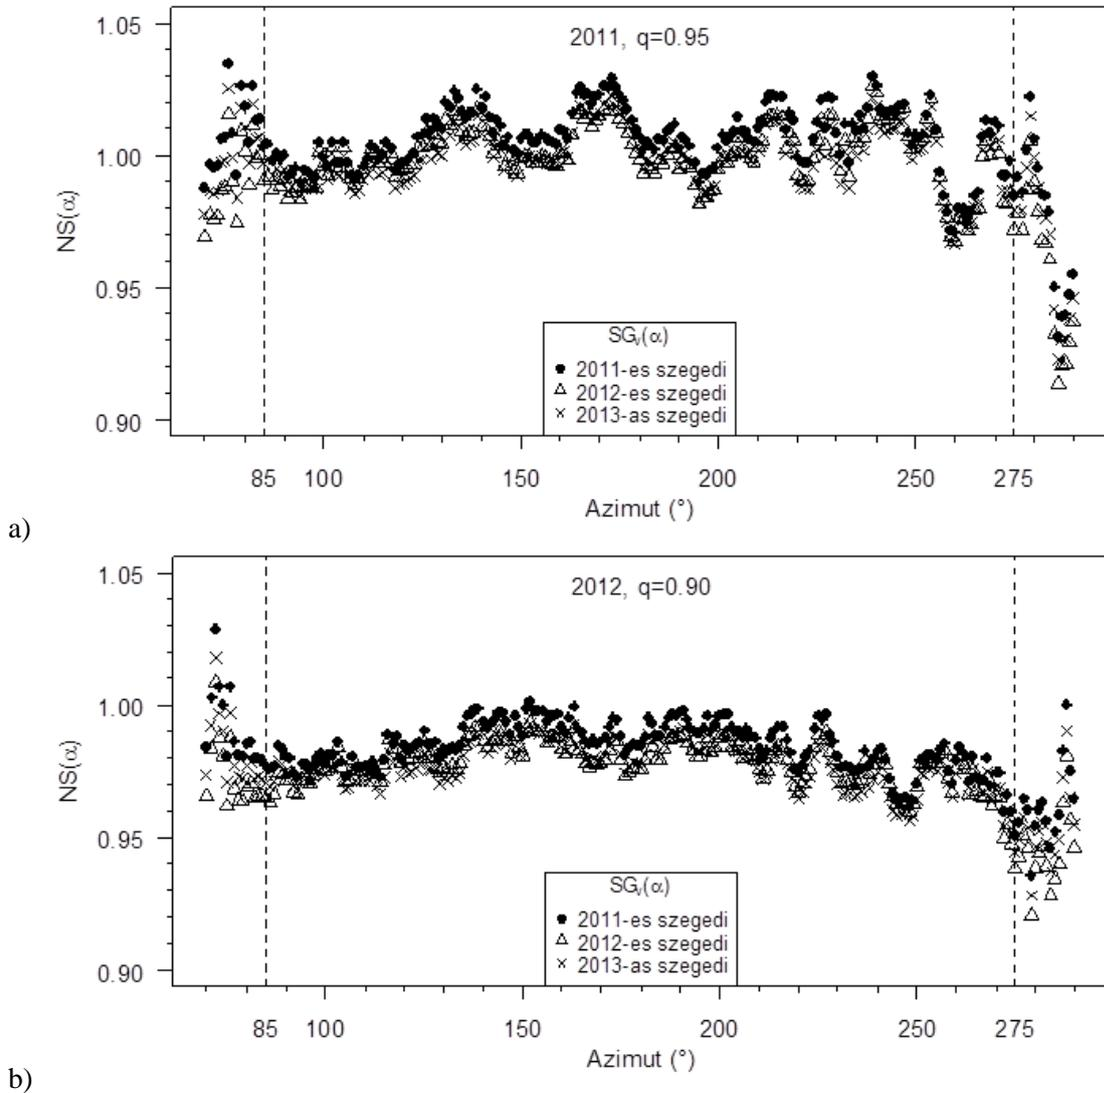 1.05
2011, q=0.95
1.00
NS(α)
0.95
SGᵥ(α)
2011-es szegedi
2012-es szegedi
2013-as szegedi
0.90
85 100 150 200 250 275
Azimut (°)
a)
1.05
2012, q=0.90
1.00
NS(α)
0.95
SGᵥ(α)
2011-es szegedi
2012-es szegedi
2013-as szegedi
0.90
85 100 150 200 250 275
Azimut (°)
b)